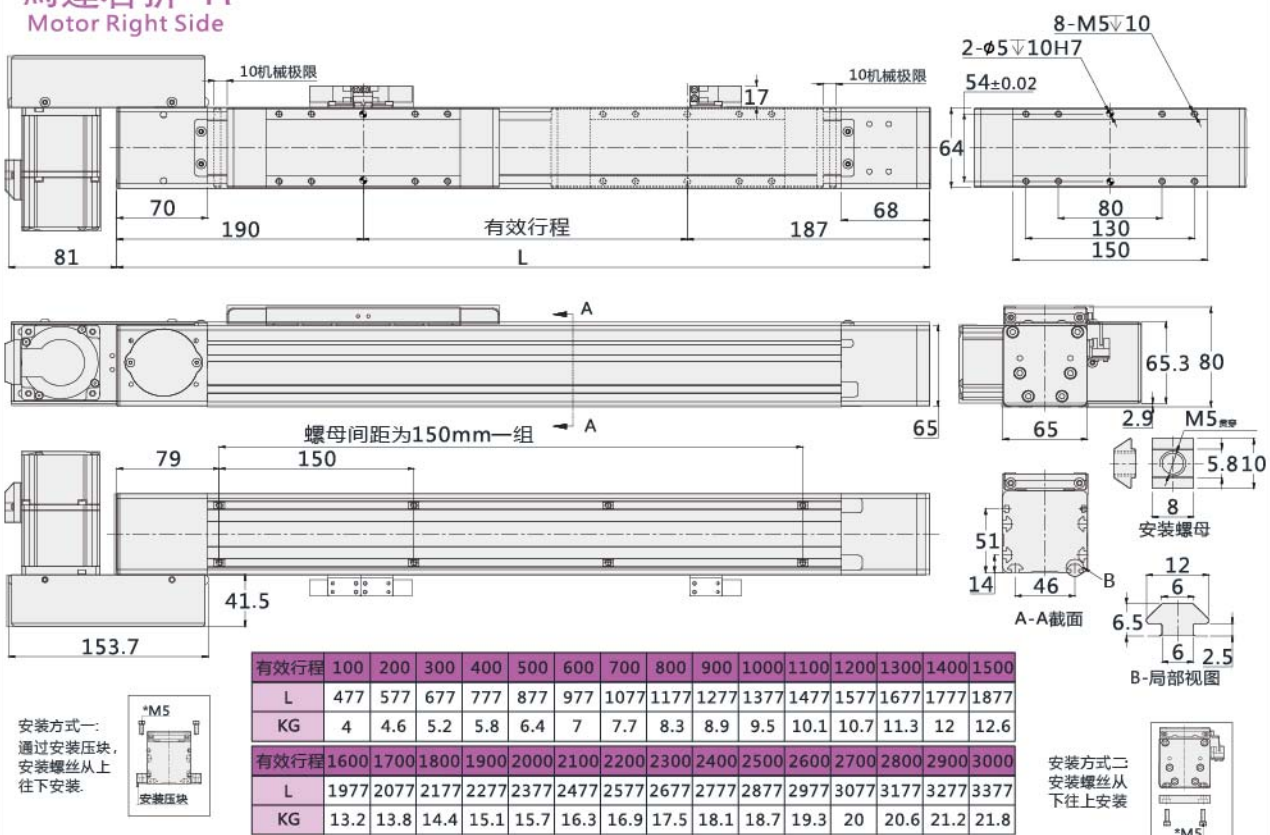 Motor Right Side
8-M5↧10
2-ϕ5↧10H7
10机械极限
10机械极限
54±0.02
17
64
70
68
80
190
有效行程
187
130
81
L
150
A
65.3
80
A
65
2.9
65
M5贯穿
螺母间距为150mm一组
79
150
5.8
10
8
安装螺母
51
14
46
B
12
6
A-A截面
6.5
41.5
6
2.5
153.7
B-局部视图
有效行程 100 200 300 400 500 600 700 800 900 1000 1100 1200 1300 1400 1500
L 477 577 677 777 877 977 1077 1177 1277 1377 1477 1577 1677 1777 1877
KG 4 4.6 5.2 5.8 6.4 7 7.7 8.3 8.9 9.5 10.1 10.7 11.3 12 12.6
有效行程 1600 1700 1800 1900 2000 2100 2200 2300 2400 2500 2600 2700 2800 2900 3000
L 1977 2077 2177 2277 2377 2477 2577 2677 2777 2877 2977 3077 3177 3277 3377
KG 13.2 13.8 14.4 15.1 15.7 16.3 16.9 17.5 18.1 18.7 19.3 20 20.6 21.2 21.8
安装方式一:
通过安装压块,
安装螺丝从上
往下安装.
*M5
安装压块
安装方式二
安装螺丝从
下往上安装
*M5